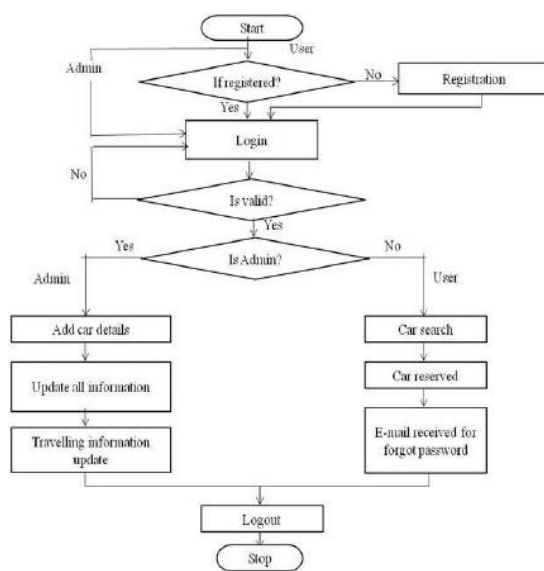 Start
User
Admin
If registered?
No
Registration
Yes
Login
No
Is valid?
Yes
Yes
Is Admin?
No
Admin
User
Add car details
Car search
Update all information
Car reserved
Travelling information
update
E-mail received for
forgot password
Logout
Stop